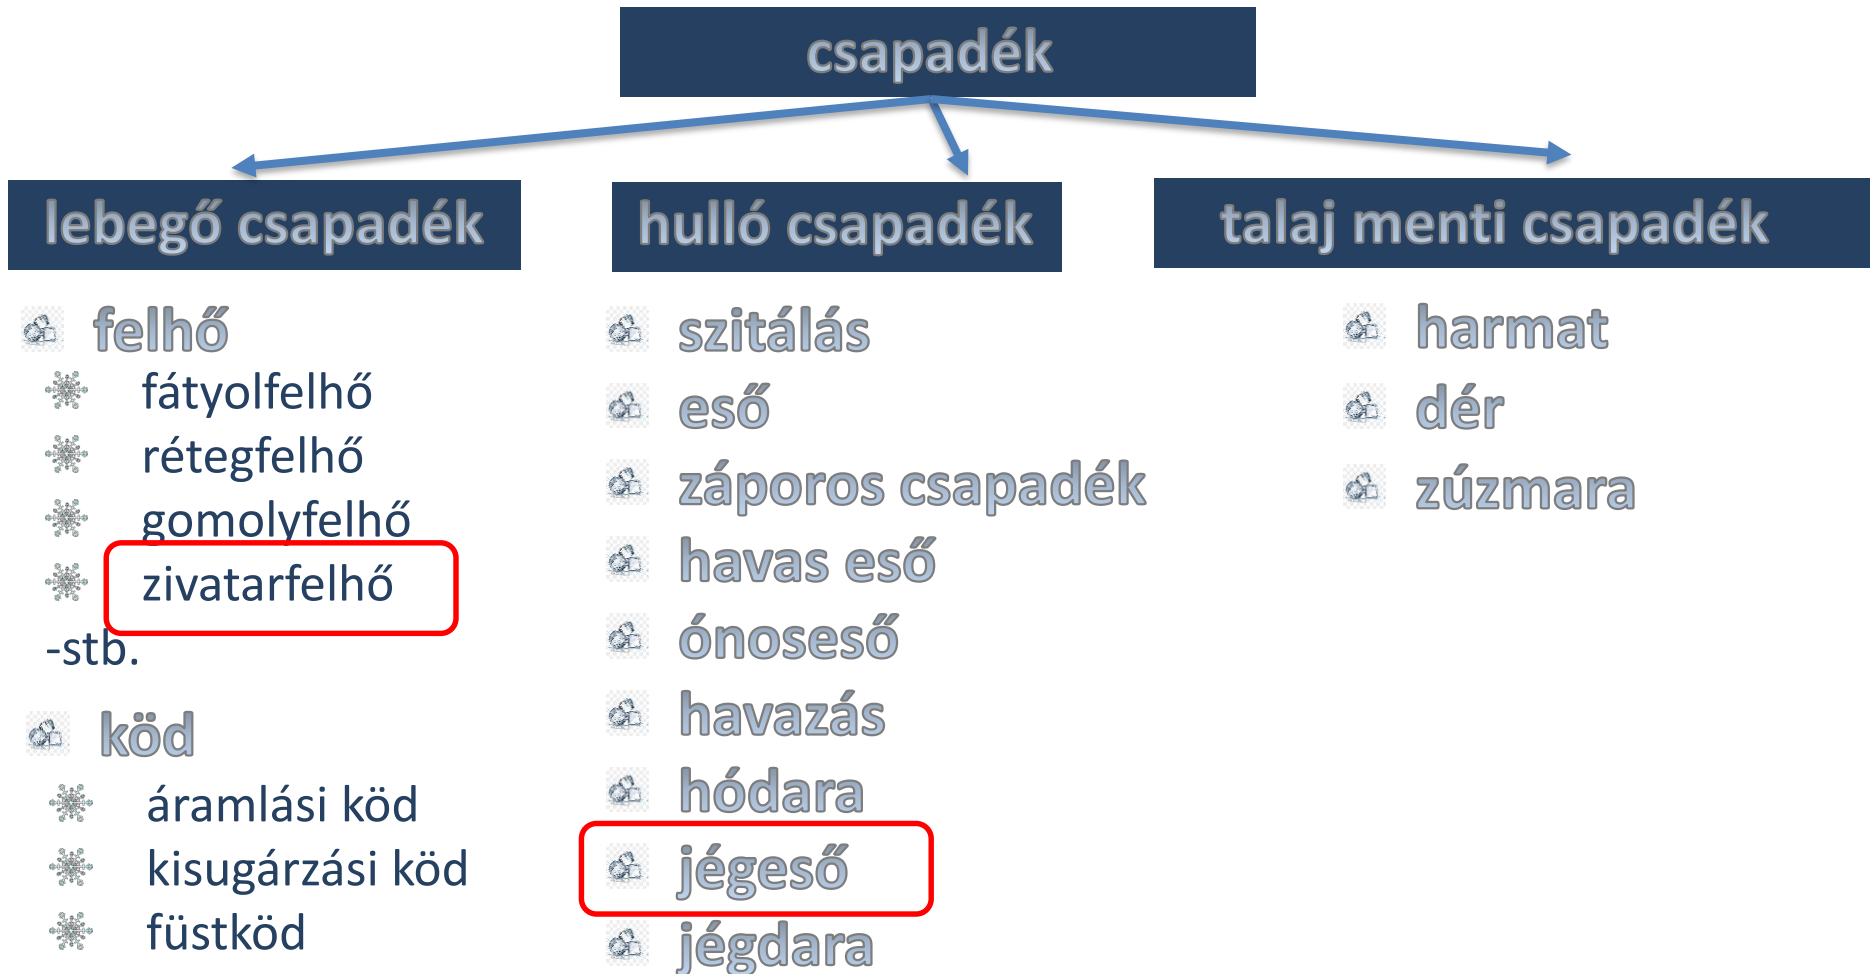 csapadék
lebegő csapadék
felhő
fátyolfelhő
rétegfelhő
gomolyfelhő
zivatarfelhő
-stb.
köd
áramlási köd
kisugárzási köd
füstköd
hulló csapadék
szitálás
eső
záporos csapadék
havas eső
ónoseső
havazás
hódara
jégeső
jégdara
talaj menti csapadék
harmat
dér
zúzmara